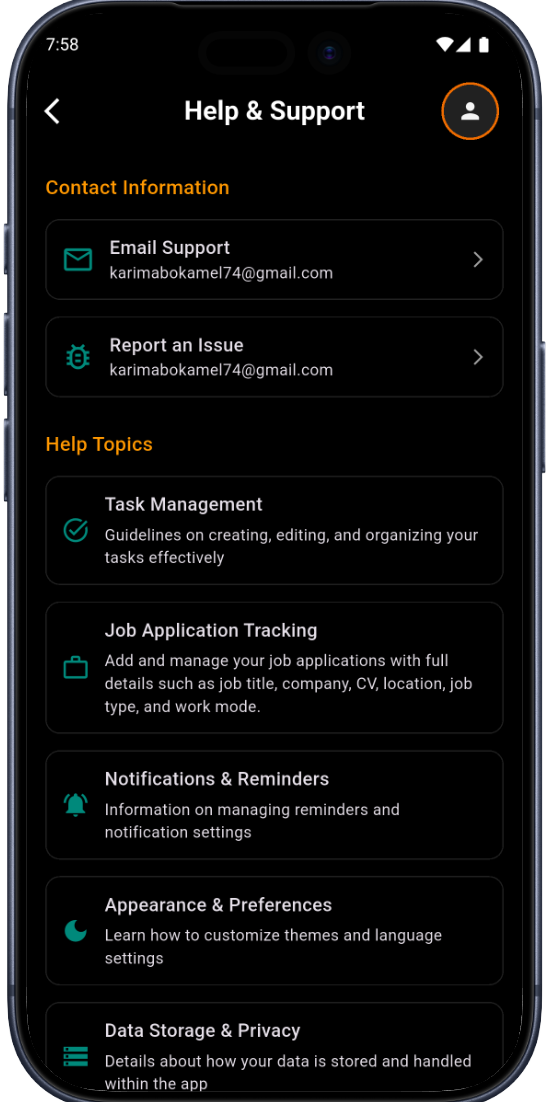 7:58
Help & Support
Contact Information
Email Support
karimabokamel74@gmail.com
Report an Issue
karimabokamel74@gmail.com
Help Topics
Task Management
Guidelines on creating, editing, and organizing your
tasks effectively
Job Application Tracking
Add and manage your job applications with full
details such as job title, company, CV, location, job
type, and work mode.
Notifications & Reminders
Information on managing reminders and
notification settings
Appearance & Preferences
Learn how to customize themes and language
settings
Data Storage & Privacy
Details about how your data is stored and handled
within the app